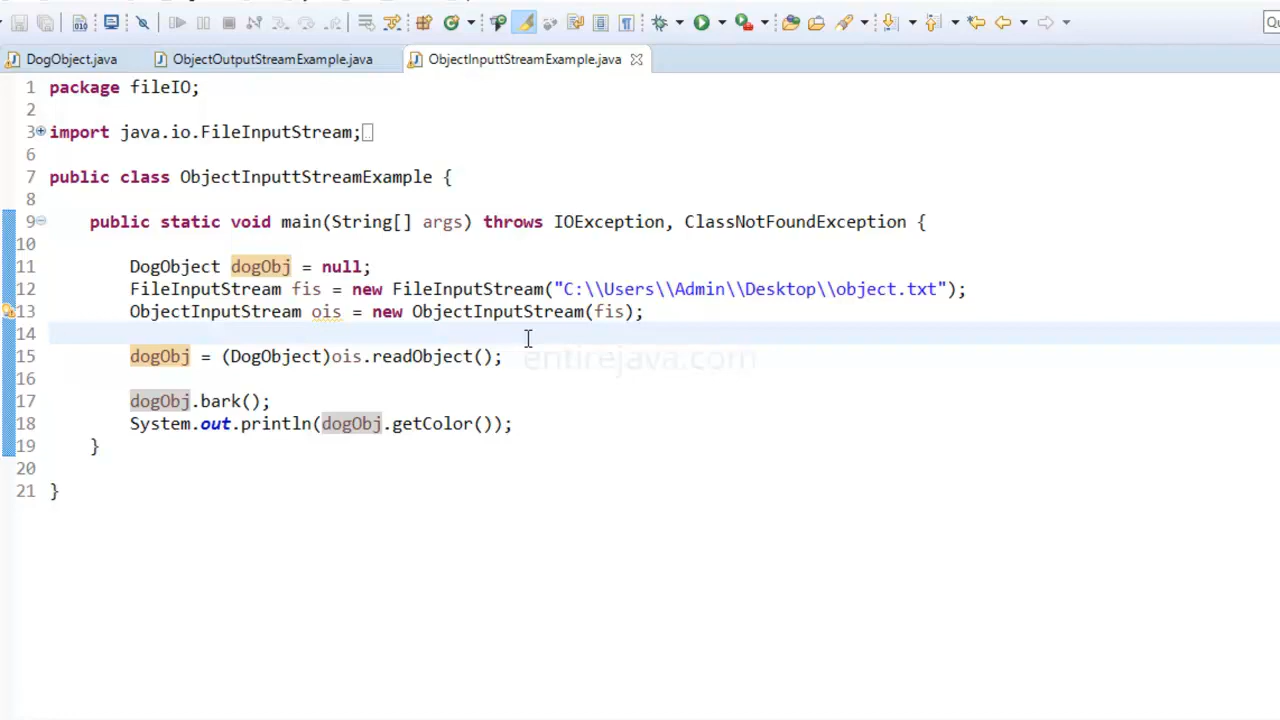 Q
DogObject.java ObjectOutputStreamExample.java ObjectInputtStreamExample.java
1 package fileIO;
2
3 import java.io.FileInputStream;
6
7 public class ObjectInputtStreamExample {
8
9 public static void main(String[] args) throws IOException, ClassNotFoundException {
10
11 DogObject dogObj = null;
12 FileInputStream fis = new FileInputStream("C:\\Users\\Admin\\Desktop\\object.txt");
13 ObjectInputStream ois = new ObjectInputStream(fis);
14
15 dogObj = (DogObject)ois.readObject();
entirejava.com
16
17 dogObj.bark();
18 System.out.println(dogObj.getColor());
19 }
20
21 }